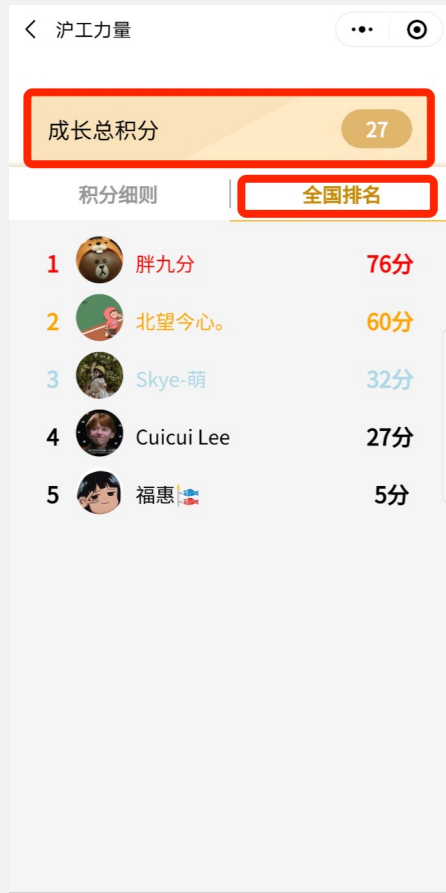 沪工力量
成长总积分 27
积分细则 全国排名
1 胖九分 76分
2 北望今心。 60分
3 Skye-萌 32分
4 Cuicui Lee 27分
5 福惠🎏 5分